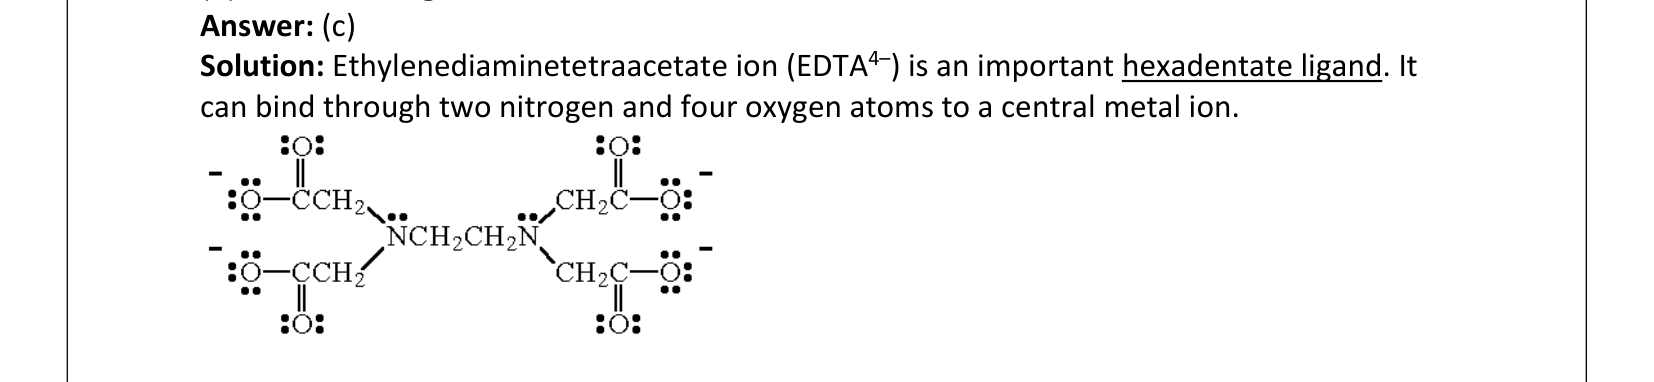 Answer: (c)
Solution: Ethylenediaminetetraacetate ion (EDTA⁴⁻) is an important hexadentate ligand. It
can bind through two nitrogen and four oxygen atoms to a central metal ion.
:O: :O:
- :O—CCH₂ CH₂C—O: -
NCH₂CH₂N
- :O—CCH₂ CH₂C—O: -
:O: :O: